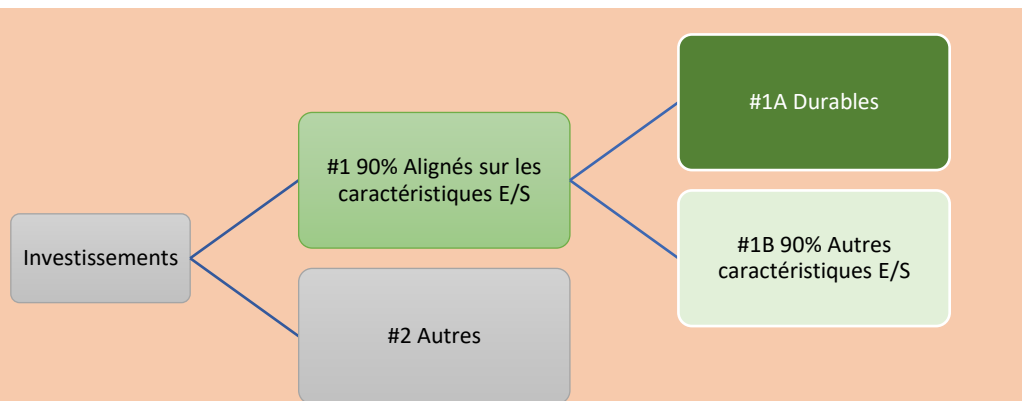 Investissements
#1 90% Alignés sur les
caractéristiques E/S
#2 Autres
#1A Durables
#1B 90% Autres
caractéristiques E/S